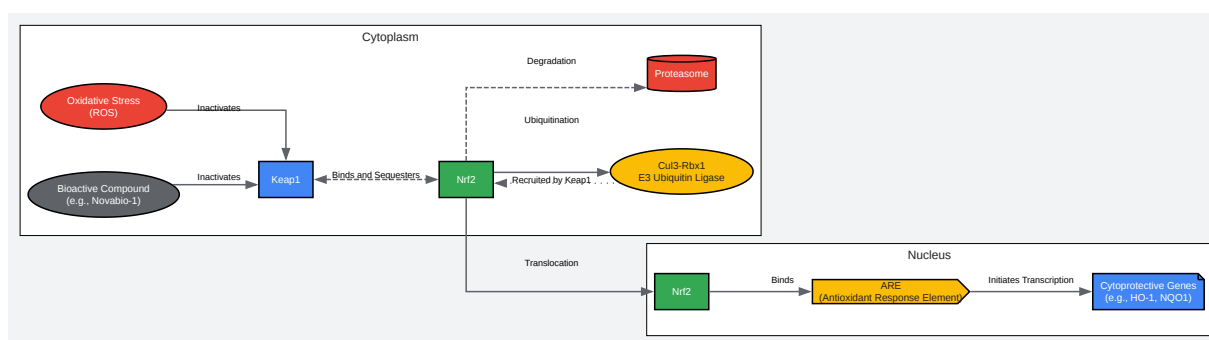 Cytoplasm
Degradation
Proteasome
Oxidative Stress
(ROS)
Inactivates
Ubiquitination
Bioactive Compound
(e.g., Novabio-1)
Inactivates
Keap1
Binds and Sequesters
Nrf2
Recruited by Keap1
Cul3-Rbx1
E3 Ubiquitin Ligase
Translocation
Nucleus
Nrf2
Binds
ARE
(Antioxidant Response Element)
Initiates Transcription
Cytoprotective Genes
(e.g., HO-1, NQO1)